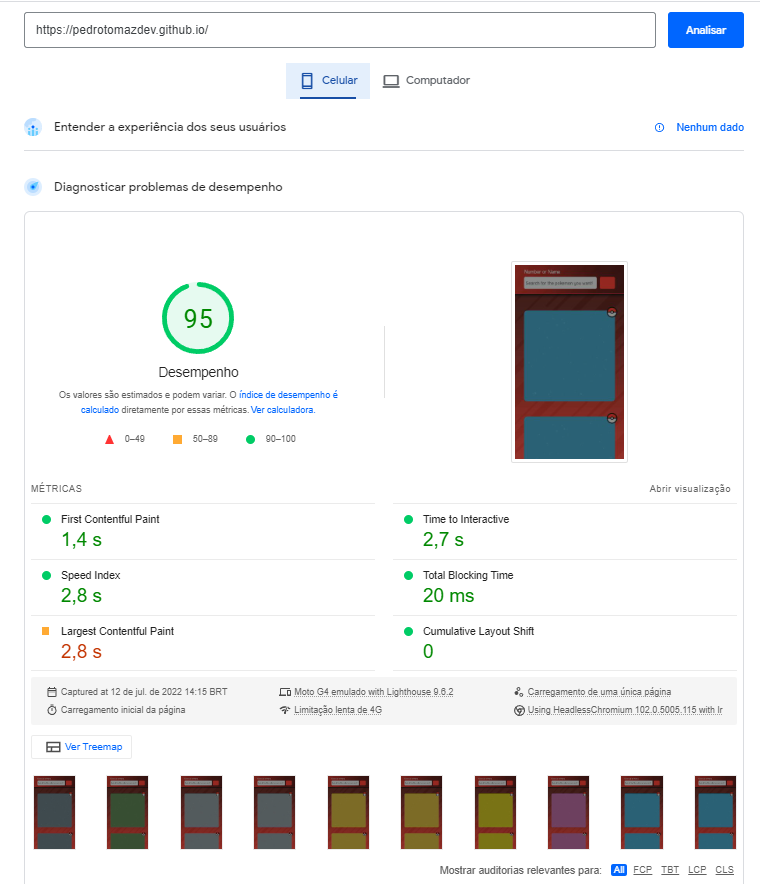 https://pedrotomazdev.github.io/
Analisar
Celular
Computador
Entender a experiência dos seus usuários
Nenhum dado
Diagnosticar problemas de desempenho
95
Desempenho
Os valores são estimados e podem variar. O índice de desempenho é
calculado diretamente por essas métricas. Ver calculadora.
0–49
50–89
90–100
Number or Name
Search for the pokemon you want!
MÉTRICAS
Abrir visualização
First Contentful Paint
1,4 s
Time to Interactive
2,7 s
Speed Index
2,8 s
Total Blocking Time
20 ms
Largest Contentful Paint
2,8 s
Cumulative Layout Shift
0
Captured at 12 de jul. de 2022 14:15 BRT
Moto G4 emulado with Lighthouse 9.6.2
Carregamento de uma única página
Carregamento inicial da página
Limitação lenta de 4G
Using HeadlessChromium 102.0.5005.115 with lr
Ver Treemap
Mostrar auditorias relevantes para: All FCP TBT LCP CLS